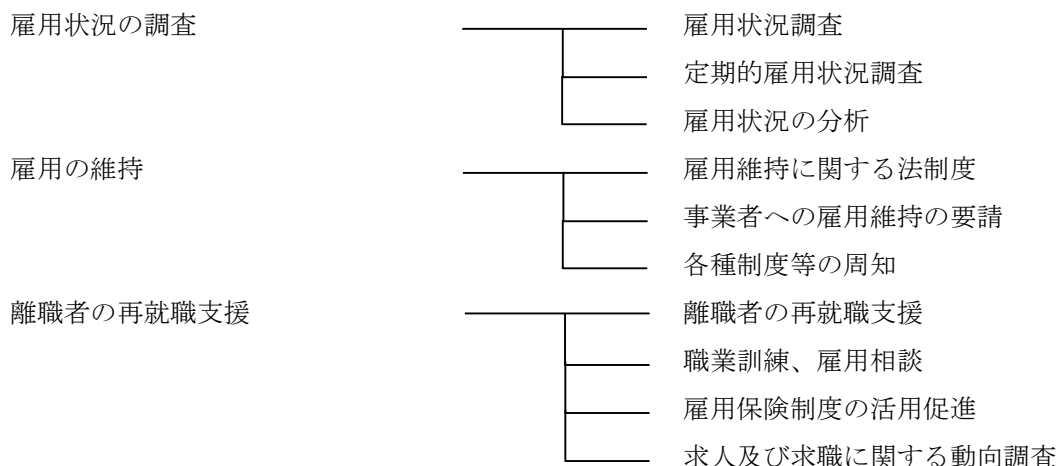 雇用状況の調査 雇用状況調査
定期的雇用状況調査
雇用状況の分析
雇用の維持 雇用維持に関する法制度
事業者への雇用維持の要請
各種制度等の周知
離職者の再就職支援 離職者の再就職支援
職業訓練、雇用相談
雇用保険制度の活用促進
求人及び求職に関する動向調査